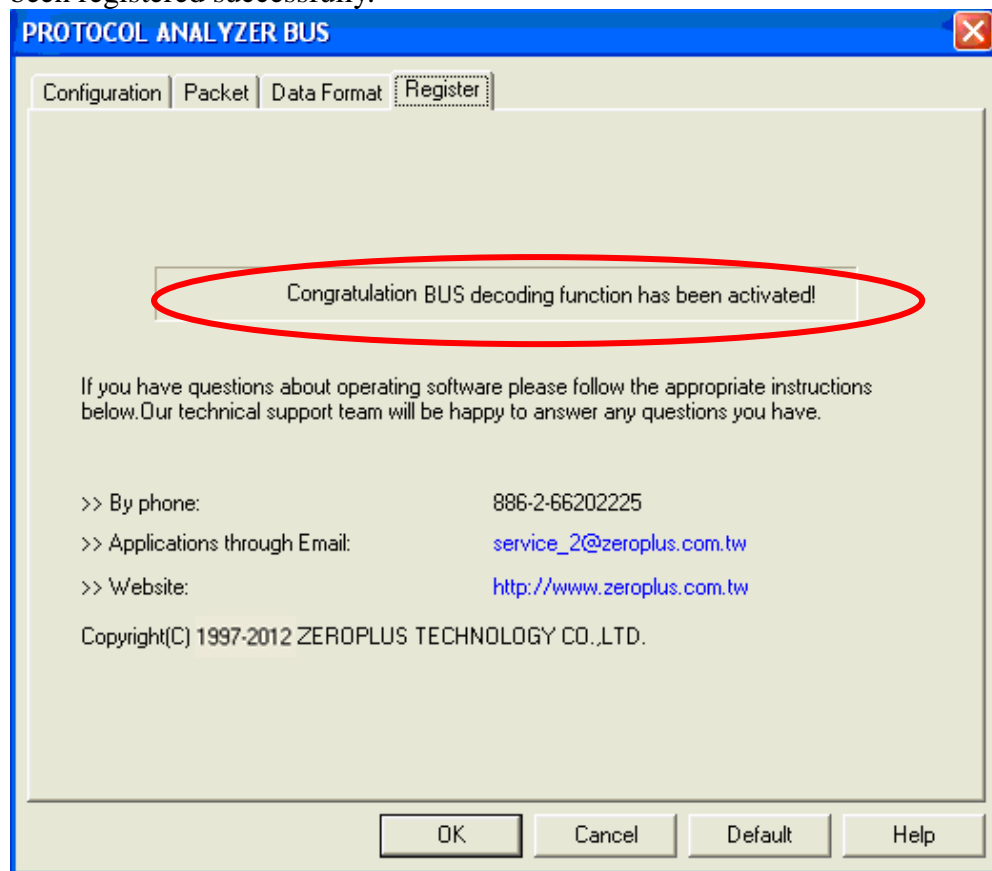 been registered successfully.
PROTOCOL ANALYZER BUS
Configuration Packet Data Format Register
Congratulation BUS decoding function has been activated!
If you have questions about operating software please follow the appropriate instructions
below.Our technical support team will be happy to answer any questions you have.
>> By phone: 886-2-66202225
>> Applications through Email: service_2@zeroplus.com.tw
>> Website: http://www.zeroplus.com.tw
Copyright(C) 1997-2012 ZEROPLUS TECHNOLOGY CO.,LTD.
OK Cancel Default Help